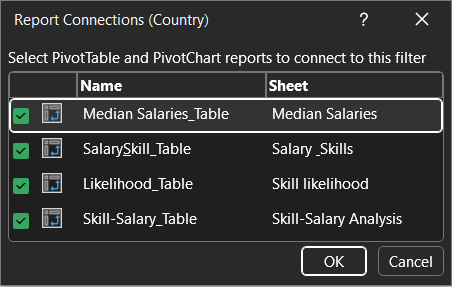 Report Connections (Country)
?
Select PivotTable and PivotChart reports to connect to this filter
Name Sheet
Median Salaries_Table Median Salaries
SalarySkill_Table Salary _Skills
Likelihood_Table Skill likelihood
Skill-Salary_Table Skill-Salary Analysis
OK Cancel